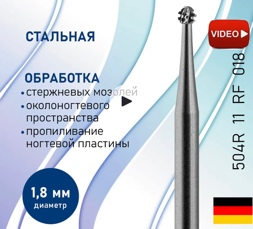 СТАЛЬНАЯ
VIDEO
ОБРАБОТКА
• стержневых мозолей
• околоногтевого
пространства
• пропиливание
ногтевой пластины
1,8 мм
диаметр
504R 11 RF 018